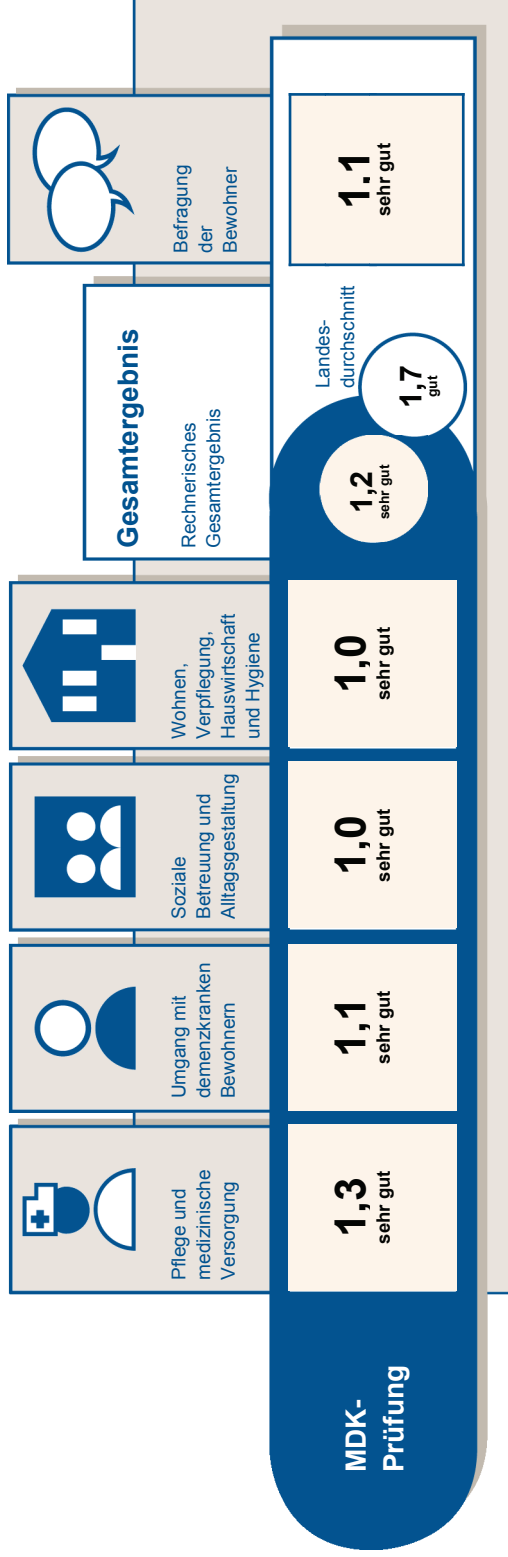 Pflege und
medizinische
Versorgung
Umgang mit
demenzkranken
Bewohnern
Soziale
Betreuung und
Alltagsgestaltung
Wohnen,
Verpflegung,
Hauswirtschaft
und Hygiene
Gesamtergebnis
Rechnerisches
Gesamtergebnis
Befragung
der
Bewohner
MDK-
Prüfung
1,3
sehr gut
1,1
sehr gut
1,0
sehr gut
1,0
sehr gut
1,2
sehr gut
Landes-
durchschnitt
1,7
gut
1.1
sehr gut